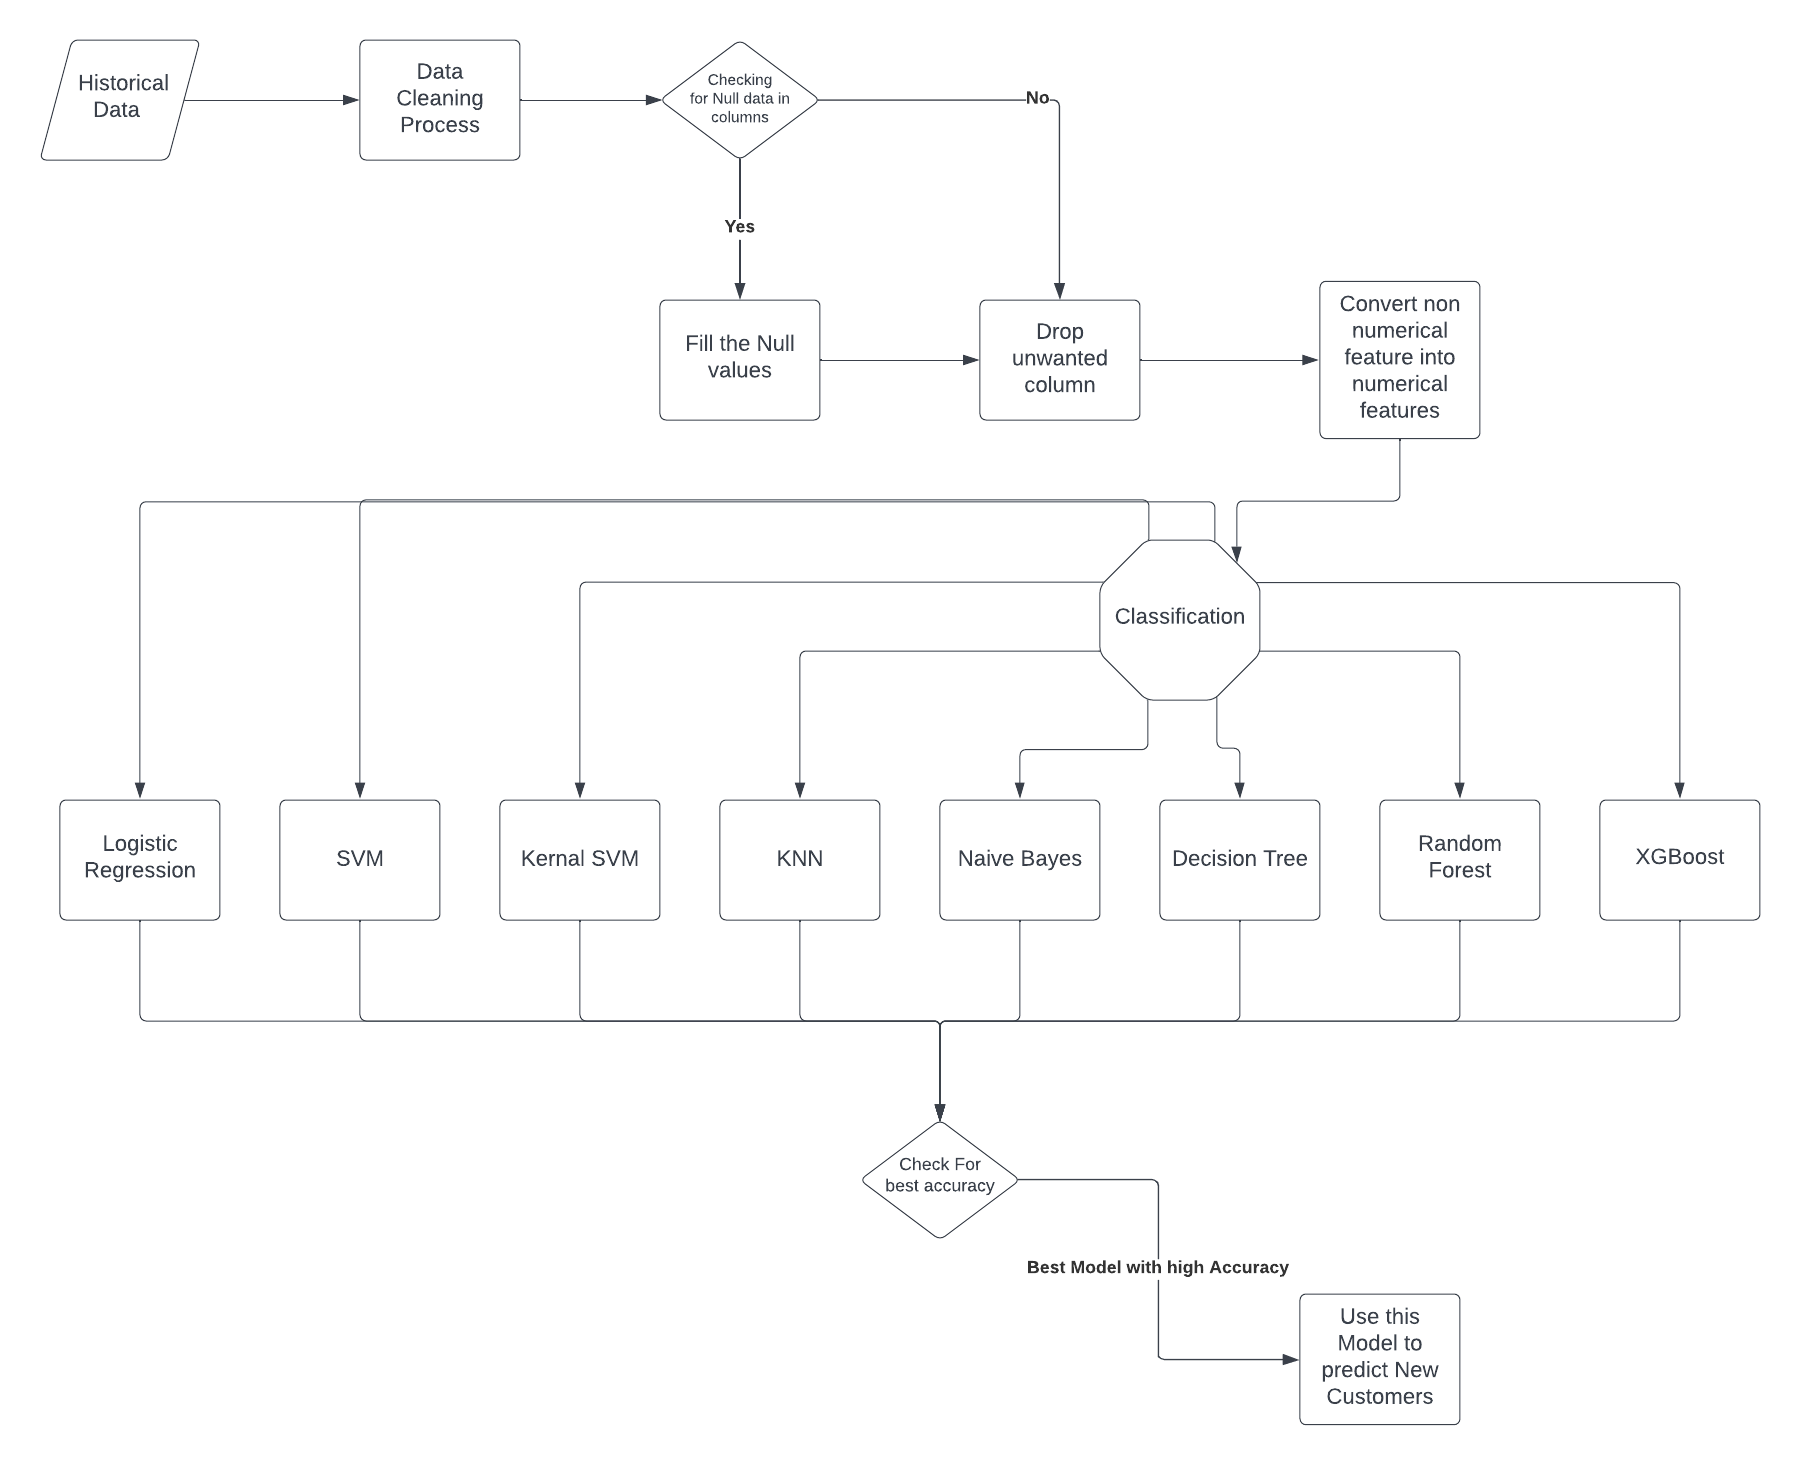 Historical
Data
Data
Cleaning
Process
Checking
for Null data in
columns
No
Yes
Fill the Null
values
Drop
unwanted
column
Convert non
numerical
feature into
numerical
features
Classification
Logistic
Regression
SVM
Kernal SVM
KNN
Naive Bayes
Decision Tree
Random
Forest
XGBoost
Check For
best accuracy
Best Model with high Accuracy
Use this
Model to
predict New
Customers